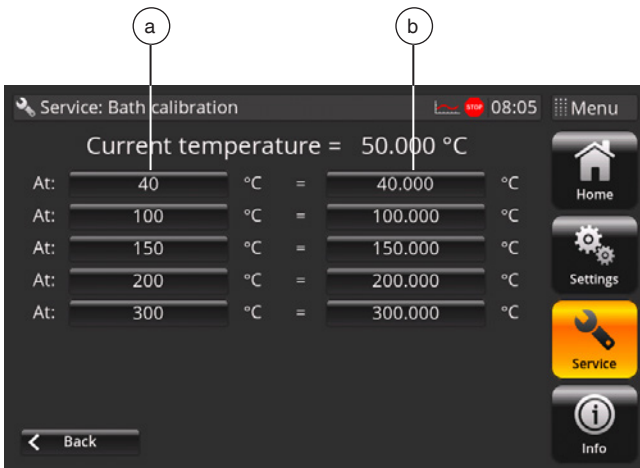 a b
Service: Bath calibration STOP 08:05 Menu
Current temperature = 50.000 °C
At: 40 °C = 40.000 °C
At: 100 °C = 100.000 °C
At: 150 °C = 150.000 °C
At: 200 °C = 200.000 °C
At: 300 °C = 300.000 °C
Back
Home
Settings
Service
Info